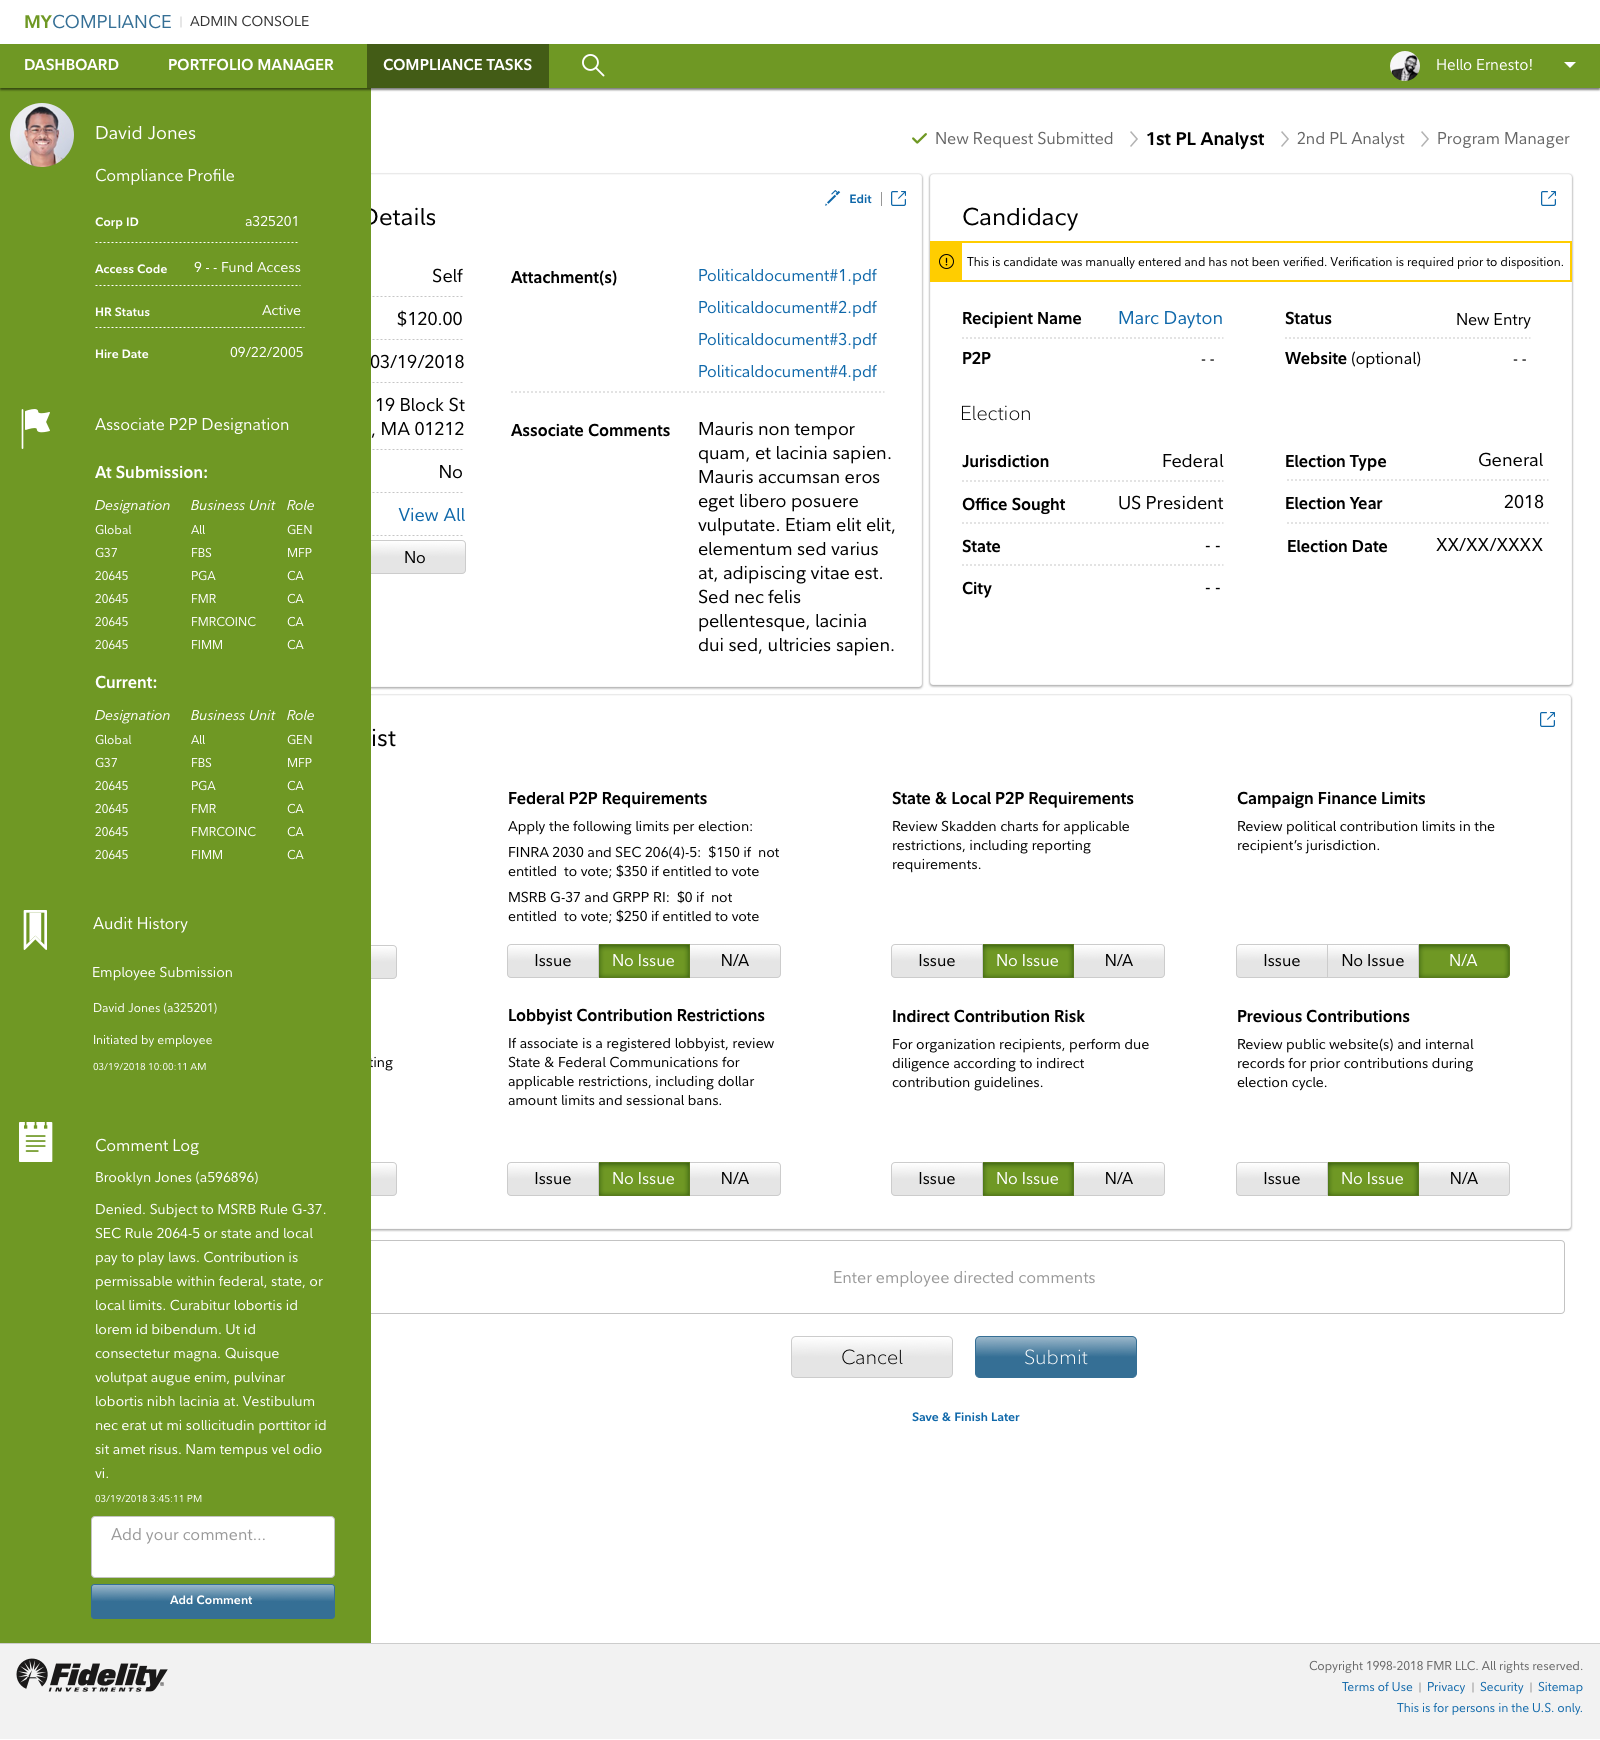 MYCOMPLIANCE | ADMIN CONSOLE
DASHBOARD PORTFOLIO MANAGER COMPLIANCE TASKS Hello Ernesto!
David Jones
Compliance Profile
Corp ID a325201
Access Code 9 - - Fund Access
HR Status Active
Hire Date 09/22/2005
Associate P2P Designation
At Submission:
Designation Business Unit Role
Global All GEN
G37 FBS MFP
20645 PGA CA
20645 FMR CA
20645 FMRCOINC CA
20645 FIMM CA
Current:
Designation Business Unit Role
Global All GEN
G37 FBS MFP
20645 PGA CA
20645 FMR CA
20645 FMRCOINC CA
20645 FIMM CA
Audit History
Employee Submission
David Jones (a325201)
Initiated by employee
03/19/2018 10:00:11 AM
Comment Log
Brooklyn Jones (a596896)
Denied. Subject to MSRB Rule G-37.
SEC Rule 2064-5 or state and local
pay to play laws. Contribution is
permissable within federal, state, or
local limits. Curabitur lobortis id
lorem id bibendum. Ut id
consectetur magna. Quisque
volutpat augue enim, pulvinar
lobortis nibh lacinia at. Vestibulum
nec erat ut mi sollicitudin porttitor id
sit amet risus. Nam tempus vel odio
vi.
03/19/2018 3:45:11 PM
Add your comment...
Add Comment
New Request Submitted 1st PL Analyst 2nd PL Analyst Program Manager
Details
Edit |
Self
$120.00
03/19/2018
19 Block St
, MA 01212
No
View All
No
Attachment(s)
Politicaldocument#1.pdf
Politicaldocument#2.pdf
Politicaldocument#3.pdf
Politicaldocument#4.pdf
Associate Comments
Mauris non tempor
quam, et lacinia sapien.
Mauris accumsan eros
eget libero posuere
vulputate. Etiam elit elit,
elementum sed varius
at, adipiscing vitae est.
Sed nec felis
pellentesque, lacinia
dui sed, ultricies sapien.
Candidacy
This is candidate was manually entered and has not been verified. Verification is required prior to disposition.
Recipient Name Marc Dayton Status New Entry
P2P - - Website (optional) - -
Election
Jurisdiction Federal Election Type General
Office Sought US President Election Year 2018
State - - Election Date XX/XX/XXXX
City - -
ist
Federal P2P Requirements
Apply the following limits per election:
FINRA 2030 and SEC 206(4)-5: $150 if not
entitled to vote; $350 if entitled to vote
MSRB G-37 and GRPP RI: $0 if not
entitled to vote; $250 if entitled to vote
Issue No Issue N/A
State & Local P2P Requirements
Review Skadden charts for applicable
restrictions, including reporting
requirements.
Issue No Issue N/A
Campaign Finance Limits
Review political contribution limits in the
recipient's jurisdiction.
Issue No Issue N/A
ting
Lobbyist Contribution Restrictions
If associate is a registered lobbyist, review
State & Federal Communications for
applicable restrictions, including dollar
amount limits and sessional bans.
Issue No Issue N/A
Indirect Contribution Risk
For organization recipients, perform due
diligence according to indirect
contribution guidelines.
Issue No Issue N/A
Previous Contributions
Review public website(s) and internal
records for prior contributions during
election cycle.
Issue No Issue N/A
Enter employee directed comments
Cancel Submit
Save & Finish Later
Fidelity
INVESTMENTS
Copyright 1998-2018 FMR LLC. All rights reserved.
Terms of Use | Privacy | Security | Sitemap
This is for persons in the U.S. only.